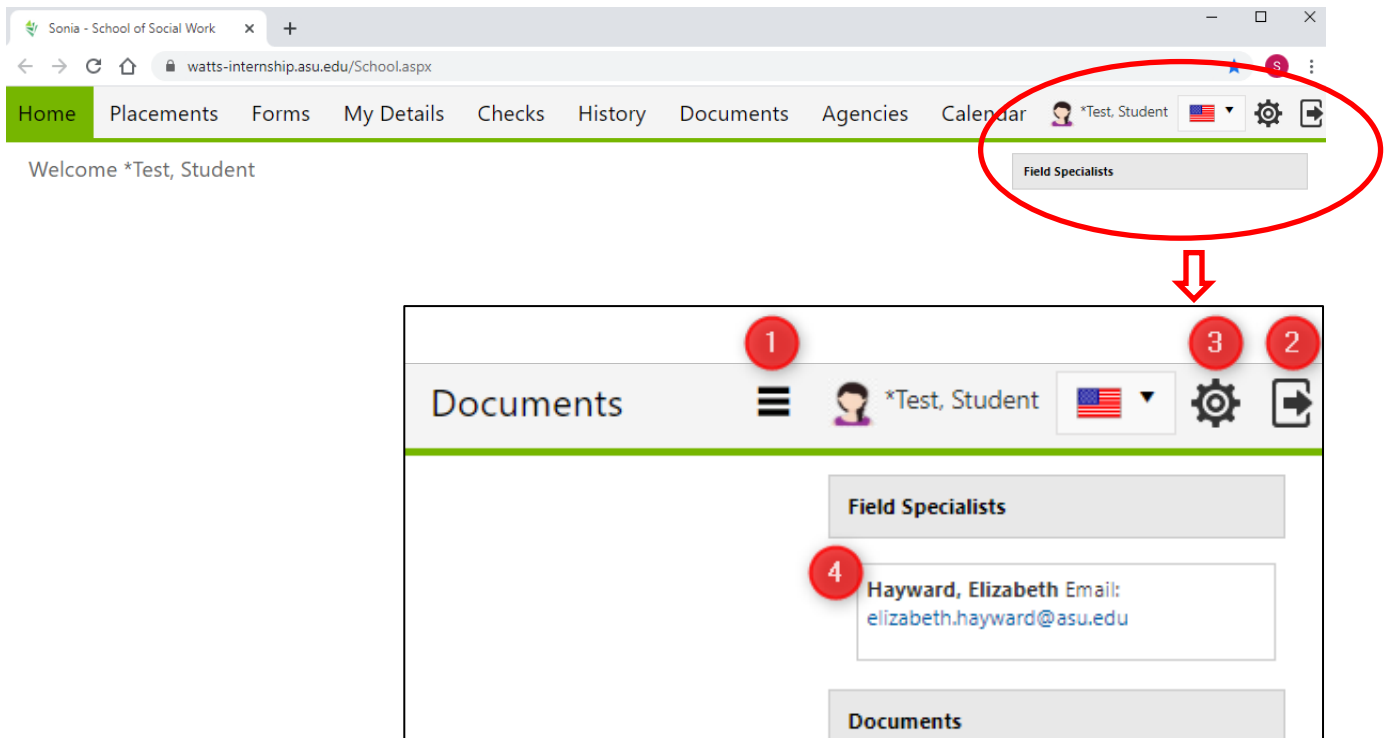 Sonia - School of Social Work
watts-internship.asu.edu/School.aspx
S
Home Placements Forms My Details Checks History Documents Agencies Calendar *Test, Student
Welcome *Test, Student
Field Specialists
1 3 2
Documents *Test, Student
Field Specialists
4
Hayward, Elizabeth Email:
elizabeth.hayward@asu.edu
Documents